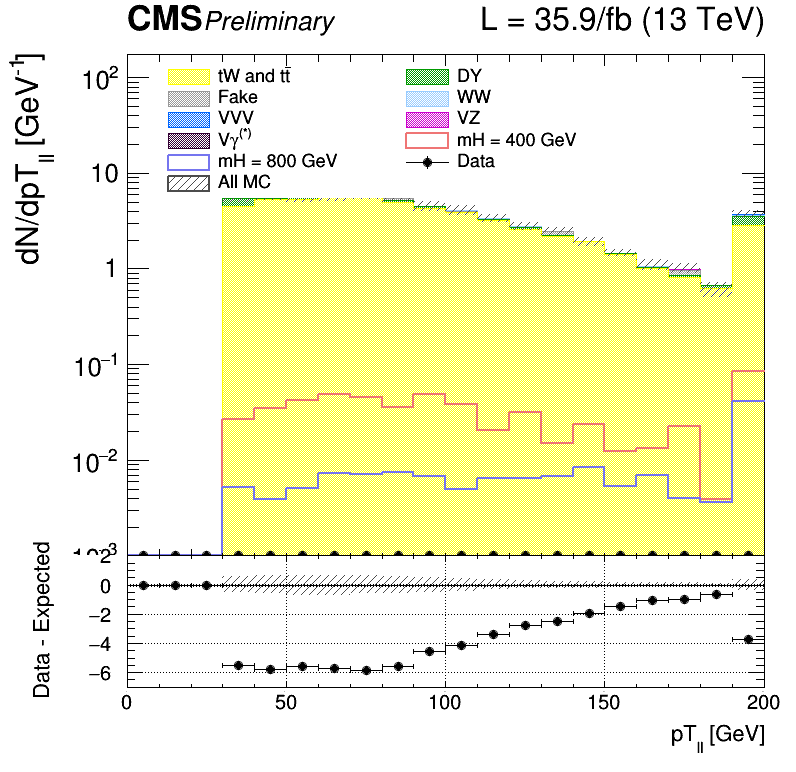 CMS Preliminary L = 35.9/fb (13 TeV)
dN/dpT_ll [GeV⁻¹]
tW and tt̄ DY
Fake WW
VVV VZ
Vγ⁽*⁾ mH = 400 GeV
mH = 800 GeV Data
All MC
10²
10
1
10⁻¹
10⁻²
10⁻³
Data - Expected
2
0
−2
−4
−6
0 50 100 150 200
pT_ll [GeV]